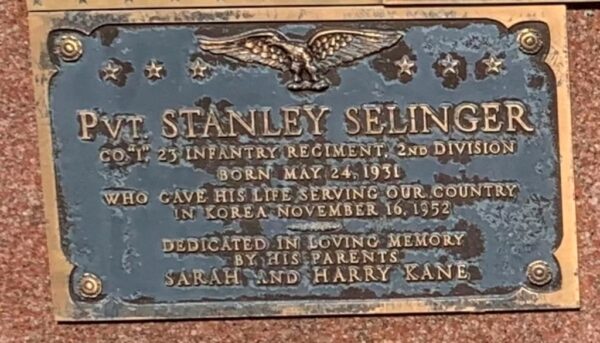 PVT. STANLEY SELINGER
CO. "I", 23 INFANTRY REGIMENT, 2ND DIVISION
BORN MAY 24, 1931
WHO GAVE HIS LIFE SERVING OUR COUNTRY
IN KOREA NOVEMBER 16, 1952
DEDICATED IN LOVING MEMORY
BY HIS PARENTS
SARAH AND HARRY KANE